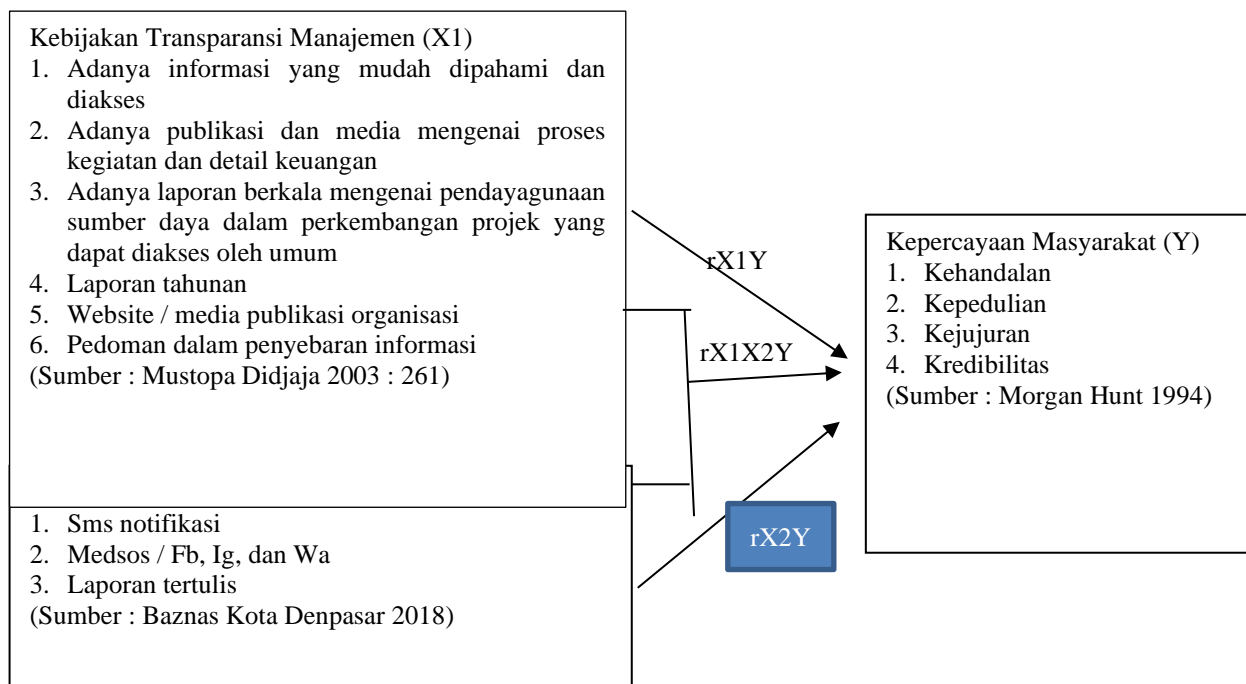 Kebijakan Transparansi Manajemen (X1)
1. Adanya informasi yang mudah dipahami dan
diakses
2. Adanya publikasi dan media mengenai proses
kegiatan dan detail keuangan
3. Adanya laporan berkala mengenai pendayagunaan
sumber daya dalam perkembangan projek yang
dapat diakses oleh umum
4. Laporan tahunan
5. Website / media publikasi organisasi
6. Pedoman dalam penyebaran informasi
(Sumber : Mustopa Didjaja 2003 : 261)
1. Sms notifikasi
2. Medsos / Fb, Ig, dan Wa
3. Laporan tertulis
(Sumber : Baznas Kota Denpasar 2018)
rX1Y
rX1X2Y
rX2Y
Kepercayaan Masyarakat (Y)
1. Kehandalan
2. Kepedulian
3. Kejujuran
4. Kredibilitas
(Sumber : Morgan Hunt 1994)